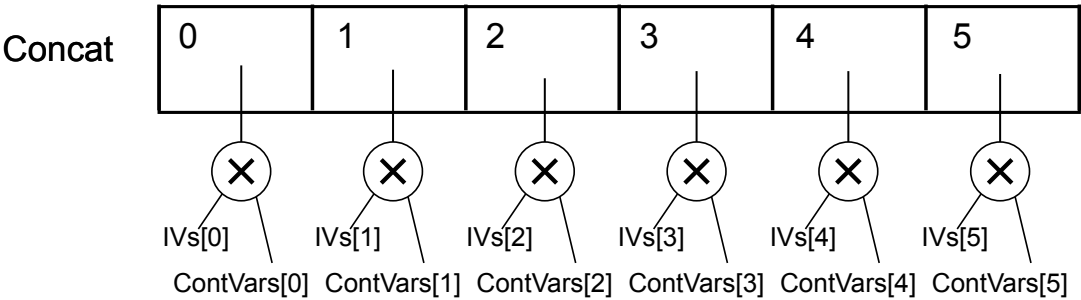 Concat 0 1 2 3 4 5
IVs[0] IVs[1] IVs[2] IVs[3] IVs[4] IVs[5]
ContVars[0] ContVars[1] ContVars[2] ContVars[3] ContVars[4] ContVars[5]